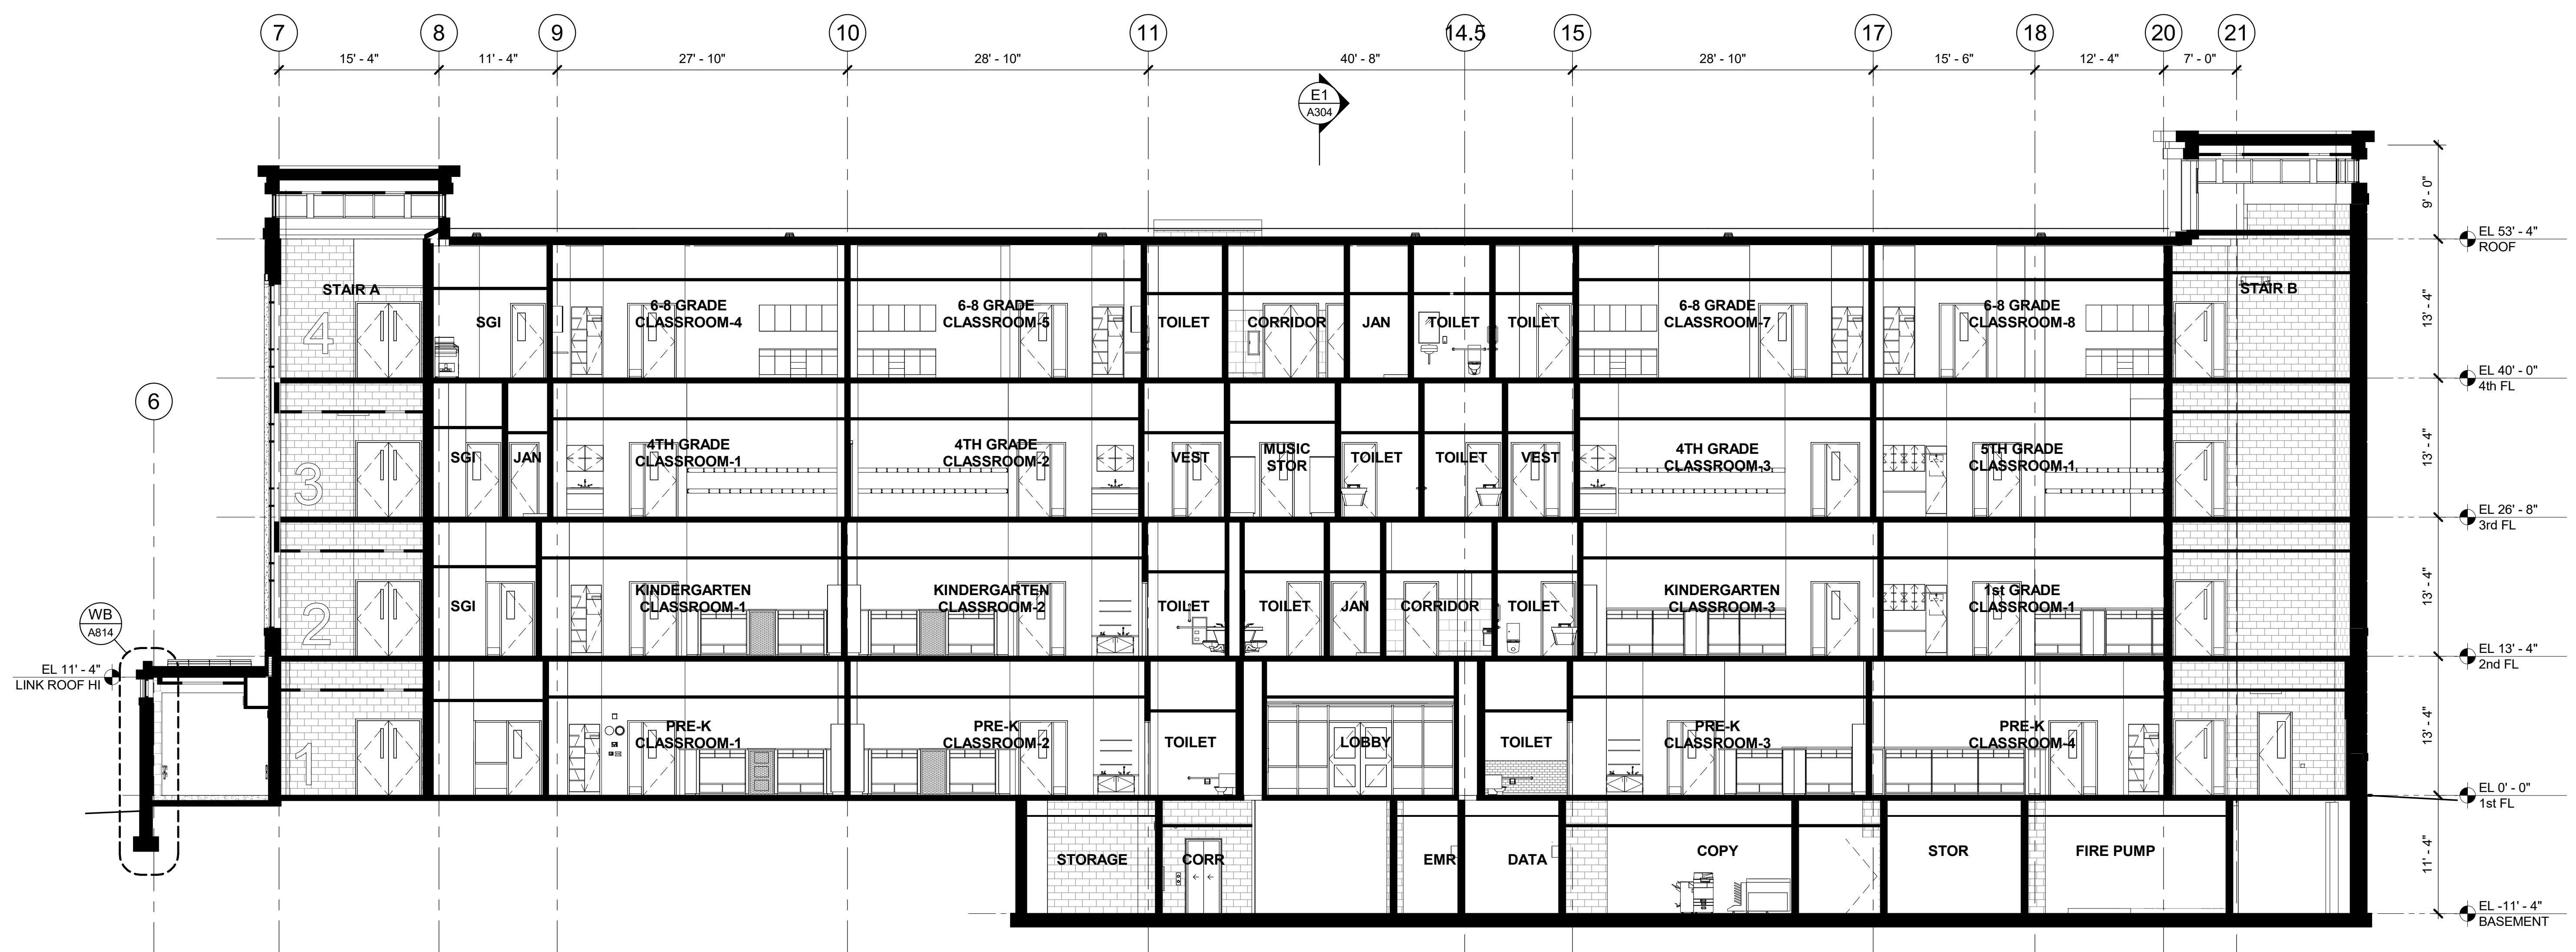 7
8
9
10
11
14.5
15
17
18
20
21
15' - 4"
11' - 4"
27' - 10"
28' - 10"
40' - 8"
28' - 10"
15' - 6"
12' - 4"
7' - 0"
E1
A304
9' - 0"
EL 53' - 4"
ROOF
STAIR A
4
SGI
6-8 GRADE
CLASSROOM-4
6-8 GRADE
CLASSROOM-5
TOILET
CORRIDOR
JAN
TOILET
TOILET
6-8 GRADE
CLASSROOM-7
6-8 GRADE
CLASSROOM-8
STAIR B
13' - 4"
EL 40' - 0"
4th FL
6
3
SGI
JAN
4TH GRADE
CLASSROOM-1
4TH GRADE
CLASSROOM-2
VEST
MUSIC
STOR
TOILET
TOILET
VEST
4TH GRADE
CLASSROOM-3
5TH GRADE
CLASSROOM-1
13' - 4"
EL 26' - 8"
3rd FL
WB
A814
2
SGI
KINDERGARTEN
CLASSROOM-1
KINDERGARTEN
CLASSROOM-2
TOILET
TOILET
JAN
CORRIDOR
TOILET
KINDERGARTEN
CLASSROOM-3
1st GRADE
CLASSROOM-1
13' - 4"
EL 13' - 4"
2nd FL
EL 11' - 4"
LINK ROOF HI
1
PRE-K
CLASSROOM-1
PRE-K
CLASSROOM-2
TOILET
LOBBY
TOILET
PRE-K
CLASSROOM-3
PRE-K
CLASSROOM-4
13' - 4"
EL 0' - 0"
1st FL
STORAGE
CORR
EMR
DATA
COPY
STOR
FIRE PUMP
11' - 4"
EL -11' - 4"
BASEMENT